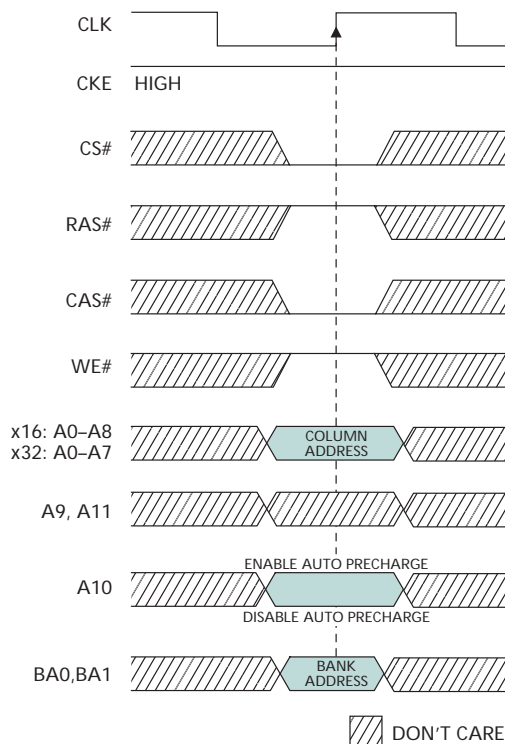 CLK
CKE HIGH
CS#
RAS#
CAS#
WE#
x16: A0–A8
x32: A0–A7
COLUMN
ADDRESS
A9, A11
ENABLE AUTO PRECHARGE
A10
DISABLE AUTO PRECHARGE
BA0,BA1
BANK
ADDRESS
DON'T CARE